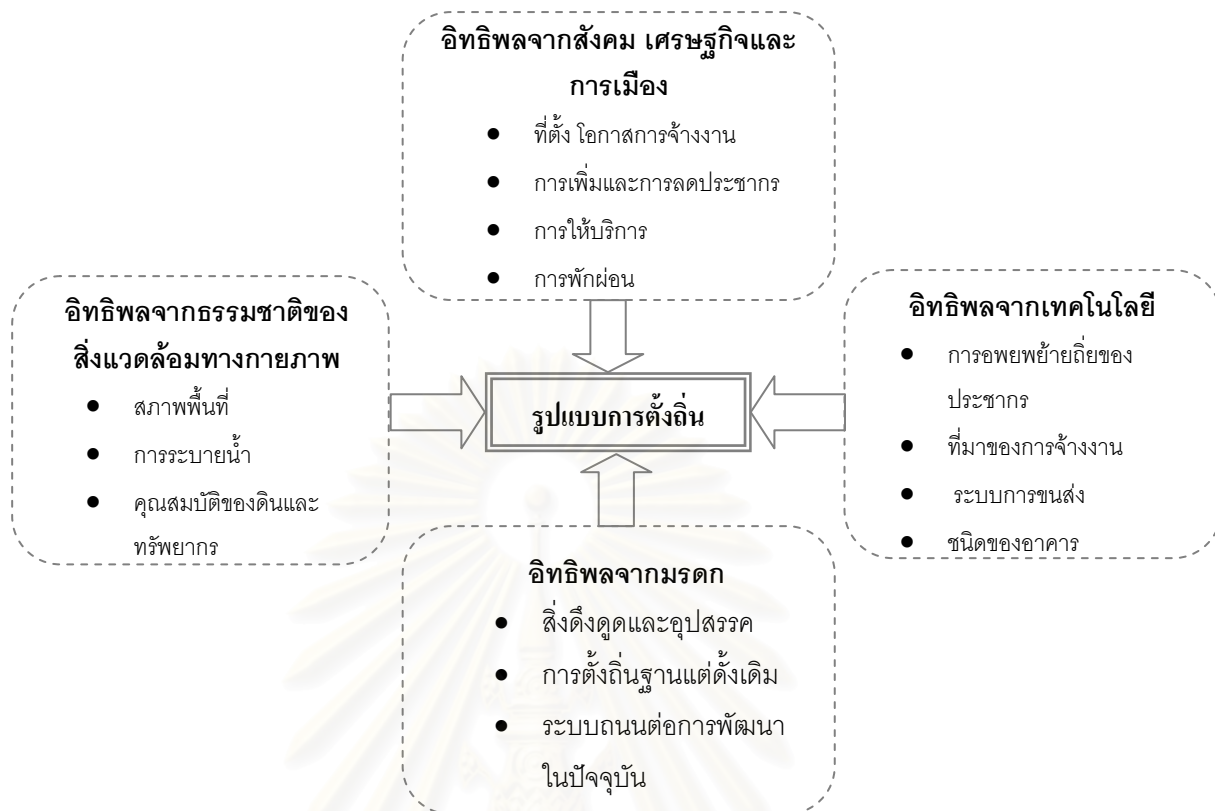 อิทธิพลจากสังคม เศรษฐกิจและ
การเมือง
● ที่ตั้ง โอกาสการจ้างงาน
● การเพิ่มและการลดประชากร
● การให้บริการ
● การพักผ่อน
อิทธิพลจากธรรมชาติของ
สิ่งแวดล้อมทางกายภาพ
● สภาพพื้นที่
● การระบายน้ำ
● คุณสมบัติของดินและ
ทรัพยากร
รูปแบบการตั้งถิ่น
อิทธิพลจากเทคโนโลยี
● การอพยพย้ายถิ่ยของ
ประชากร
● ที่มาของการจ้างงาน
● ระบบการขนส่ง
● ชนิดของอาคาร
อิทธิพลจากมรดก
● สิ่งดึงดูดและอุปสรรค
● การตั้งถิ่นฐานแต่ดั้งเดิม
● ระบบถนนต่อการพัฒนา
ในปัจจุบัน